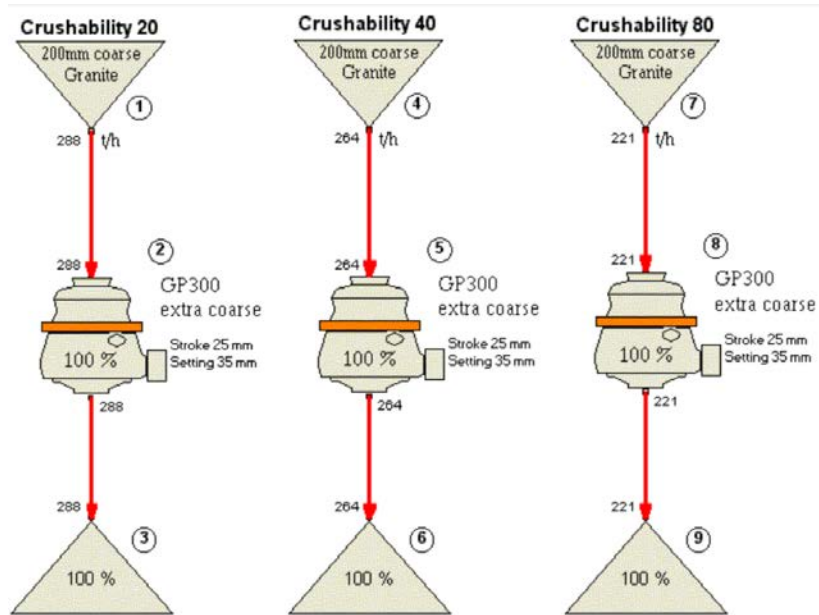 Crushability 20
200mm coarse
Granite
1
288 t/h
288
2
GP300
extra coarse
Stroke 25 mm
Setting 35 mm
100 %
288
288
3
100 %
Crushability 40
200mm coarse
Granite
4
264 t/h
264
5
GP300
extra coarse
Stroke 25 mm
Setting 35 mm
100 %
264
264
6
100 %
Crushability 80
200mm coarse
Granite
7
221 t/h
221
8
GP300
extra coarse
Stroke 25 mm
Setting 35 mm
100 %
221
221
9
100 %